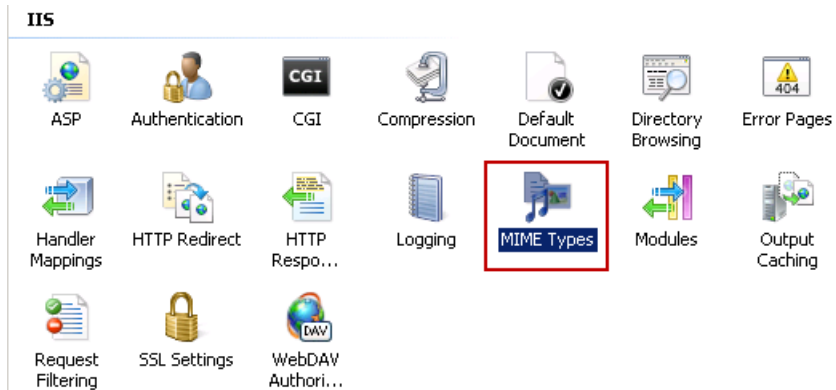 IIS
CGI
404
ASP
Authentication
CGI
Compression
Default
Document
Directory
Browsing
Error Pages
Handler
Mappings
HTTP Redirect
HTTP
Respo...
Logging
MIME Types
Modules
Output
Caching
DAV
Request
Filtering
SSL Settings
WebDAV
Authori...